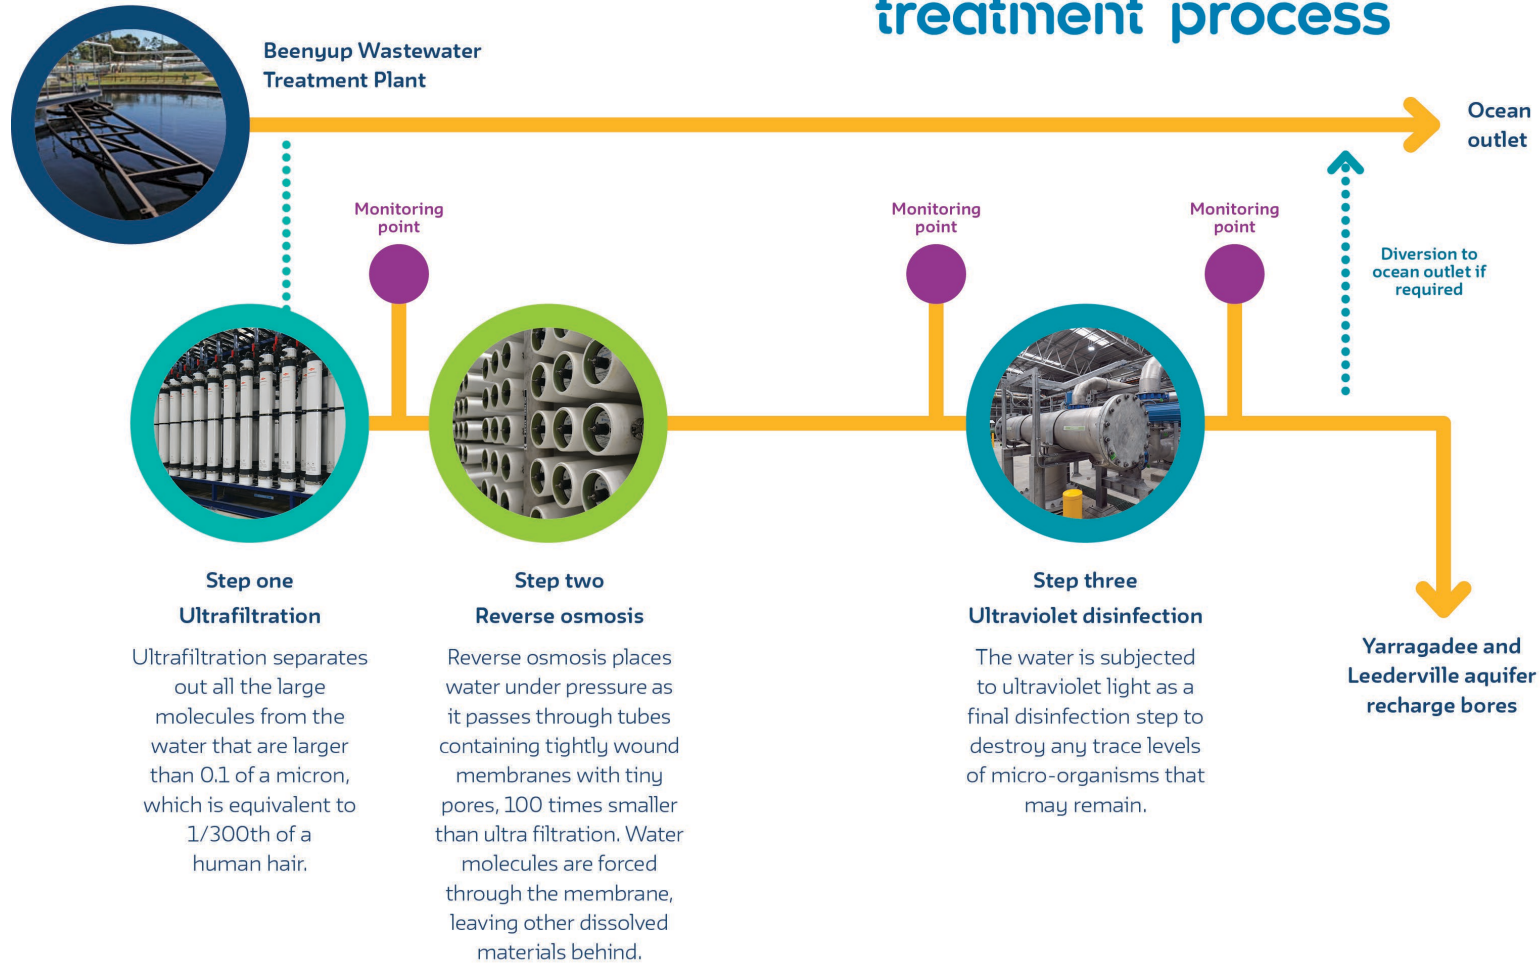 treatment process
Beenyup Wastewater
Treatment Plant
Ocean
outlet
Monitoring
point
Monitoring
point
Monitoring
point
Diversion to
ocean outlet if
required
Step one
Ultrafiltration
Ultrafiltration separates
out all the large
molecules from the
water that are larger
than 0.1 of a micron,
which is equivalent to
1/300th of a
human hair.
Step two
Reverse osmosis
Reverse osmosis places
water under pressure as
it passes through tubes
containing tightly wound
membranes with tiny
pores, 100 times smaller
than ultra filtration. Water
molecules are forced
through the membrane,
leaving other dissolved
materials behind.
Step three
Ultraviolet disinfection
The water is subjected
to ultraviolet light as a
final disinfection step to
destroy any trace levels
of micro-organisms that
may remain.
Yarragadee and
Leederville aquifer
recharge bores